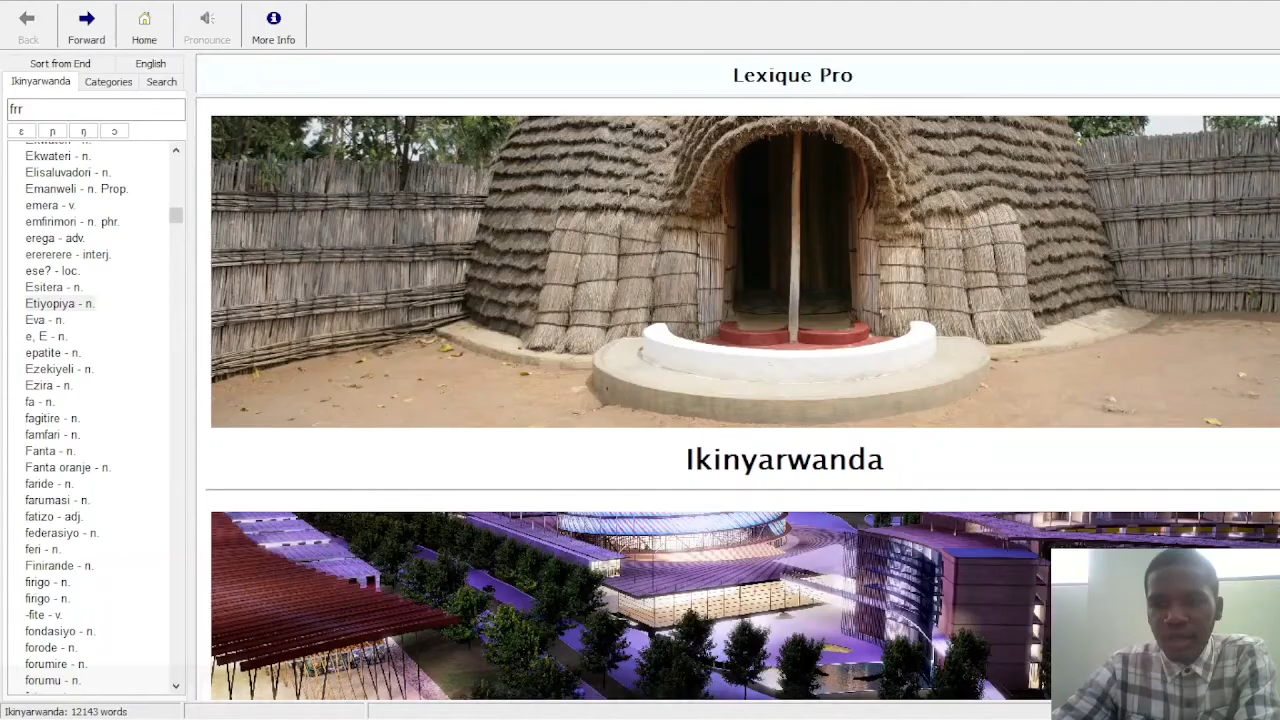 Back
Forward
Home
Pronounce
More Info
Sort from End
English
Ikinyarwanda
Categories
Search
frr
ε
ɲ
ŋ
ɔ
Ekwateri - n.
Elisaluvadori - n.
Emanweli - n. Prop.
emera - v.
emfirimori - n. phr.
erega - adv.
erererere - interj.
ese? - loc.
Esitera - n.
Etiyopiya - n.
Eva - n.
e, E - n.
epatite - n.
Ezekiyeli - n.
Ezira - n.
fa - n.
fagitire - n.
famfari - n.
Fanta - n.
Fanta oranje - n.
faride - n.
farumasi - n.
fatizo - adj.
federasiyo - n.
feri - n.
Finirande - n.
firigo - n.
firigo - n.
-fite - v.
fondasiyo - n.
forode - n.
forumire - n.
forumu - n.
Ikinyarwanda: 12143 words
Lexique Pro
Ikinyarwanda